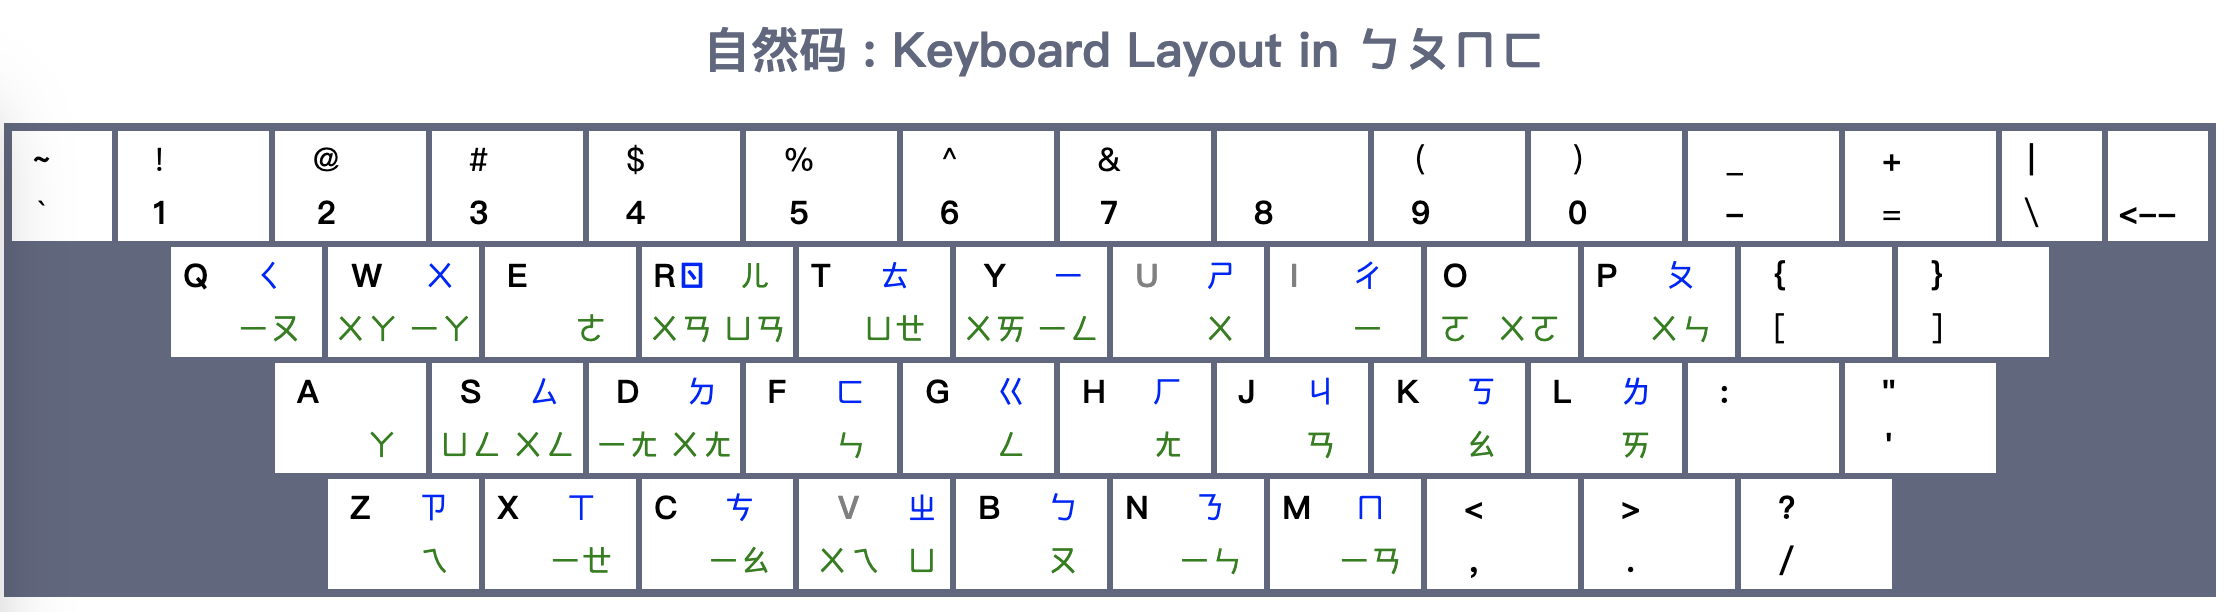 自然码 : Keyboard Layout in ㄅㄆㄇㄈ
~ ! @ # $ % ^ & ( ) _ + |
` 1 2 3 4 5 6 7 8 9 0 - = \ <--
Q ㄑ W ㄨ E R ㄖ ㄦ T ㄊ Y ㄧ U ㄕ I ㄔ O P ㄆ { }
ㄧㄡ ㄨㄚ ㄧㄚ ㄜ ㄨㄢ ㄩㄢ ㄩㄝ ㄨㄞ ㄧㄥ ㄨ ㄧ ㄛ ㄨㄛ ㄨㄣ [ ]
A S ㄙ D ㄉ F ㄈ G ㄍ H ㄏ J ㄐ K ㄎ L ㄌ : "
ㄚ ㄩㄥ ㄨㄥ ㄧㄤ ㄨㄤ ㄣ ㄥ ㄤ ㄢ ㄠ ㄞ '
Z ㄗ X ㄒ C ㄘ V ㄓ B ㄅ N ㄋ M ㄇ < > ?
ㄟ ㄧㄝ ㄧㄠ ㄨㄟ ㄩ ㄡ ㄧㄣ ㄧㄢ , . /